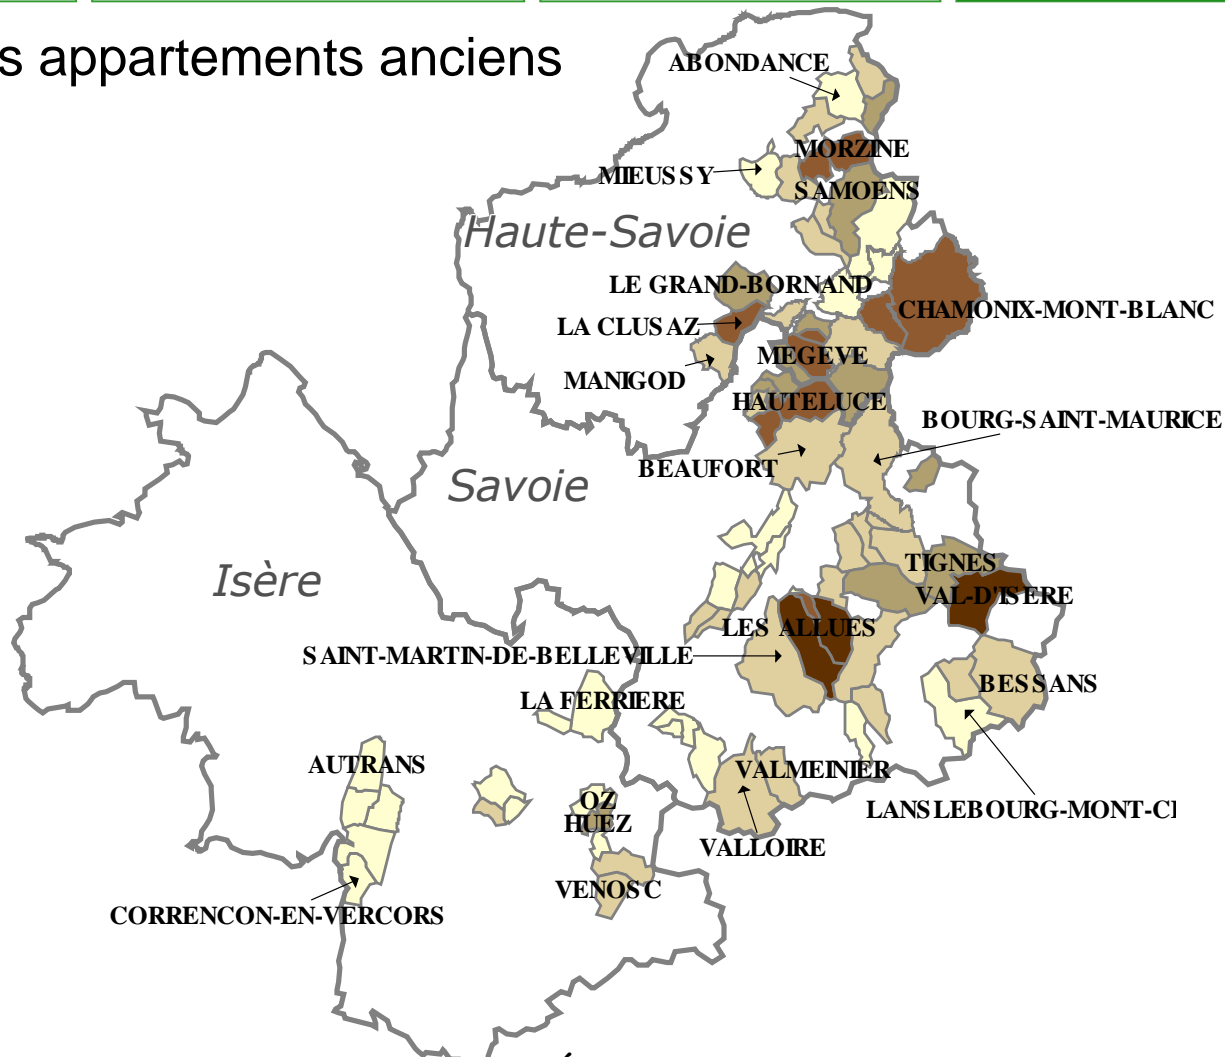 s appartements anciens
ABONDANCE
MORZINE
MIEUSSY
SAMOENS
Haute-Savoie
LE GRAND-BORNAND
CHAMONIX-MONT-BLANC
LA CLUSAZ
MEGEVE
MANIGOD
HAUTELUCE
BOURG-SAINT-MAURICE
BEAUFORT
Savoie
TIGNES
Isère
VAL-D'ISERE
LES ALLUES
SAINT-MARTIN-DE-BELLEVILLE
BESSANS
LA FERRIERE
AUTRANS
VALMEINIER
OZ
LANSLEBOURG-MONT-CI
HUEZ
VALLOIRE
VENOSC
CORRENCON-EN-VERCORS